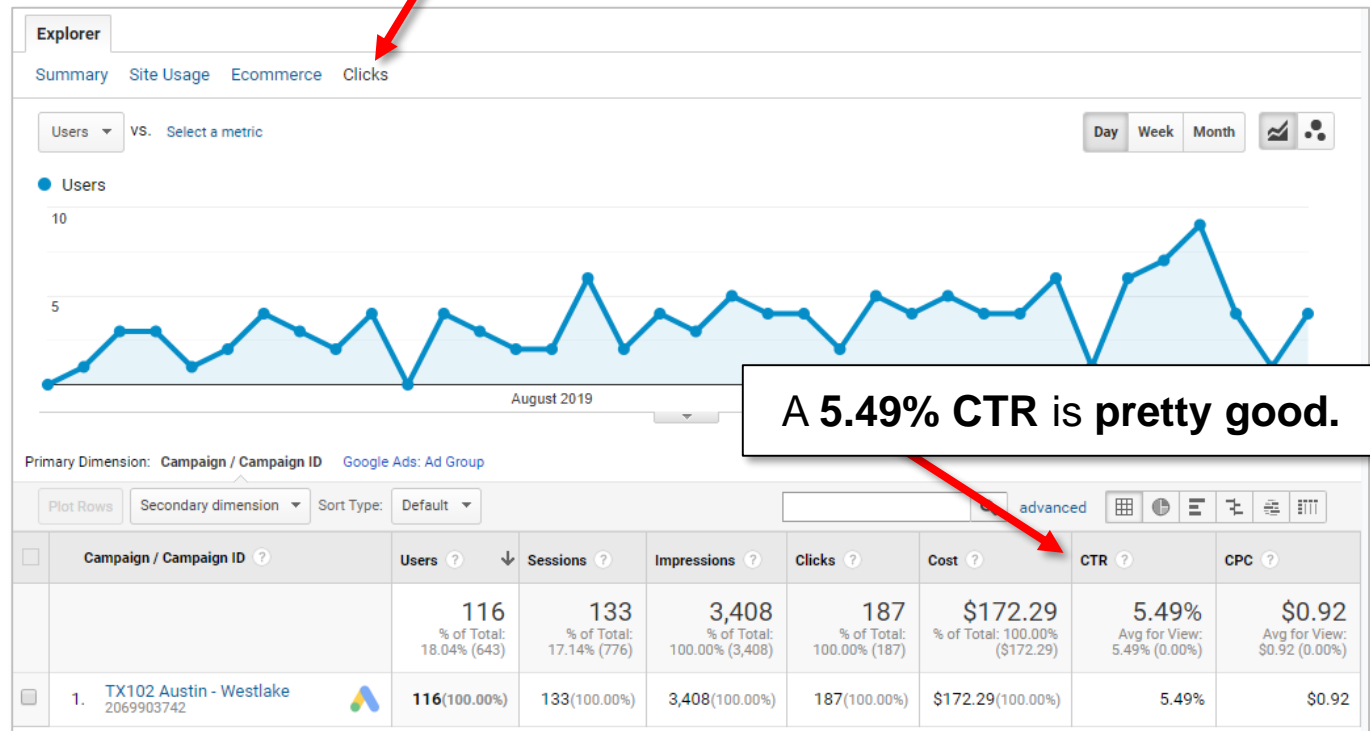 Explorer
Summary Site Usage Ecommerce Clicks
Users VS. Select a metric
Day Week Month
Users
10
5
August 2019
A 5.49% CTR is pretty good.
Primary Dimension: Campaign / Campaign ID Google Ads: Ad Group
Plot Rows Secondary dimension Sort Type: Default advanced
Campaign / Campaign ID ? Users ? Sessions ? Impressions ? Clicks ? Cost ? CTR ? CPC ?
116 133 3,408 187 $172.29 5.49% $0.92
% of Total: % of Total: % of Total: % of Total: % of Total: 100.00% Avg for View: Avg for View:
18.04% (643) 17.14% (776) 100.00% (3,408) 100.00% (187) ($172.29) 5.49% (0.00%) $0.92 (0.00%)
1. TX102 Austin - Westlake 116(100.00%) 133(100.00%) 3,408(100.00%) 187(100.00%) $172.29(100.00%) 5.49% $0.92
2069903742